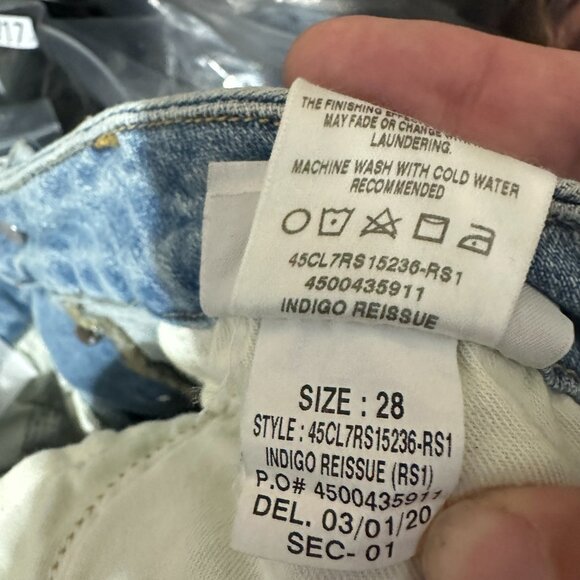 THE FINISHING
MAY FADE OR CHANGE
LAUNDERING.
MACHINE WASH WITH COLD WATER
RECOMMENDED
45CL7RS15236-RS1
4500435911
INDIGO REISSUE
SIZE : 28
STYLE : 45CL7RS15236-RS1
INDIGO REISSUE (RS1)
P.O# 4500435911
DEL. 03/01/20
SEC- 01